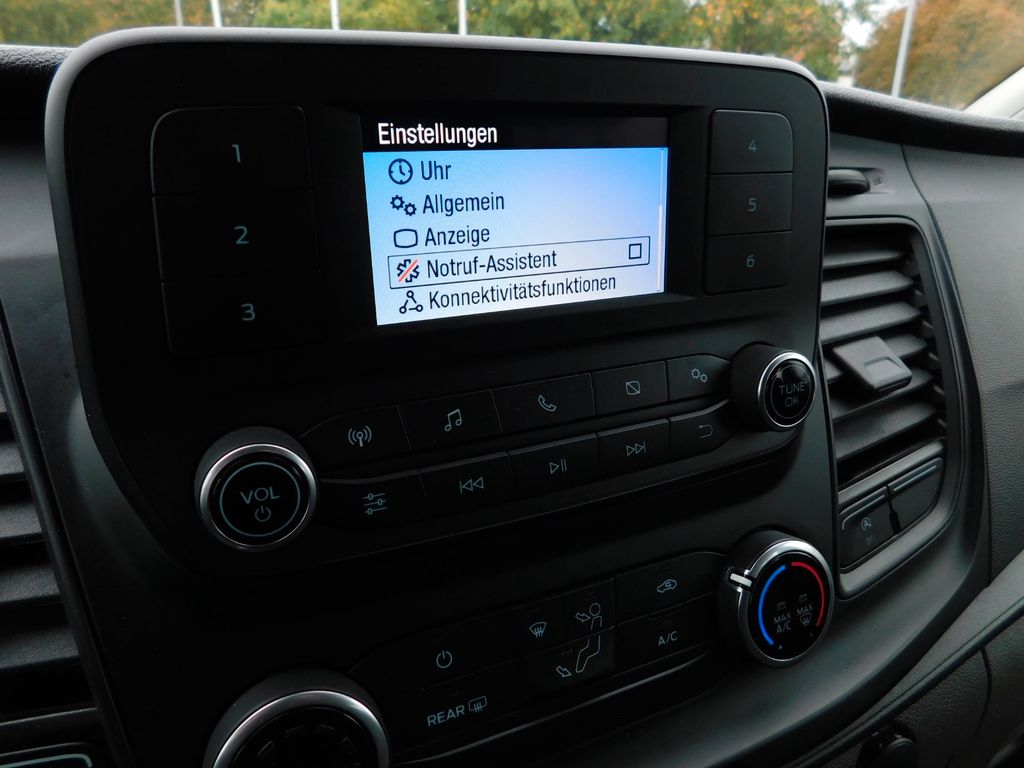 Einstellungen
1
2
3
Uhr
Allgemein
Anzeige
Notruf-Assistent
Konnektivitätsfunktionen
4
5
6
VOL
TUNE
OK
MAX
A/C
MAX
A/C
REAR